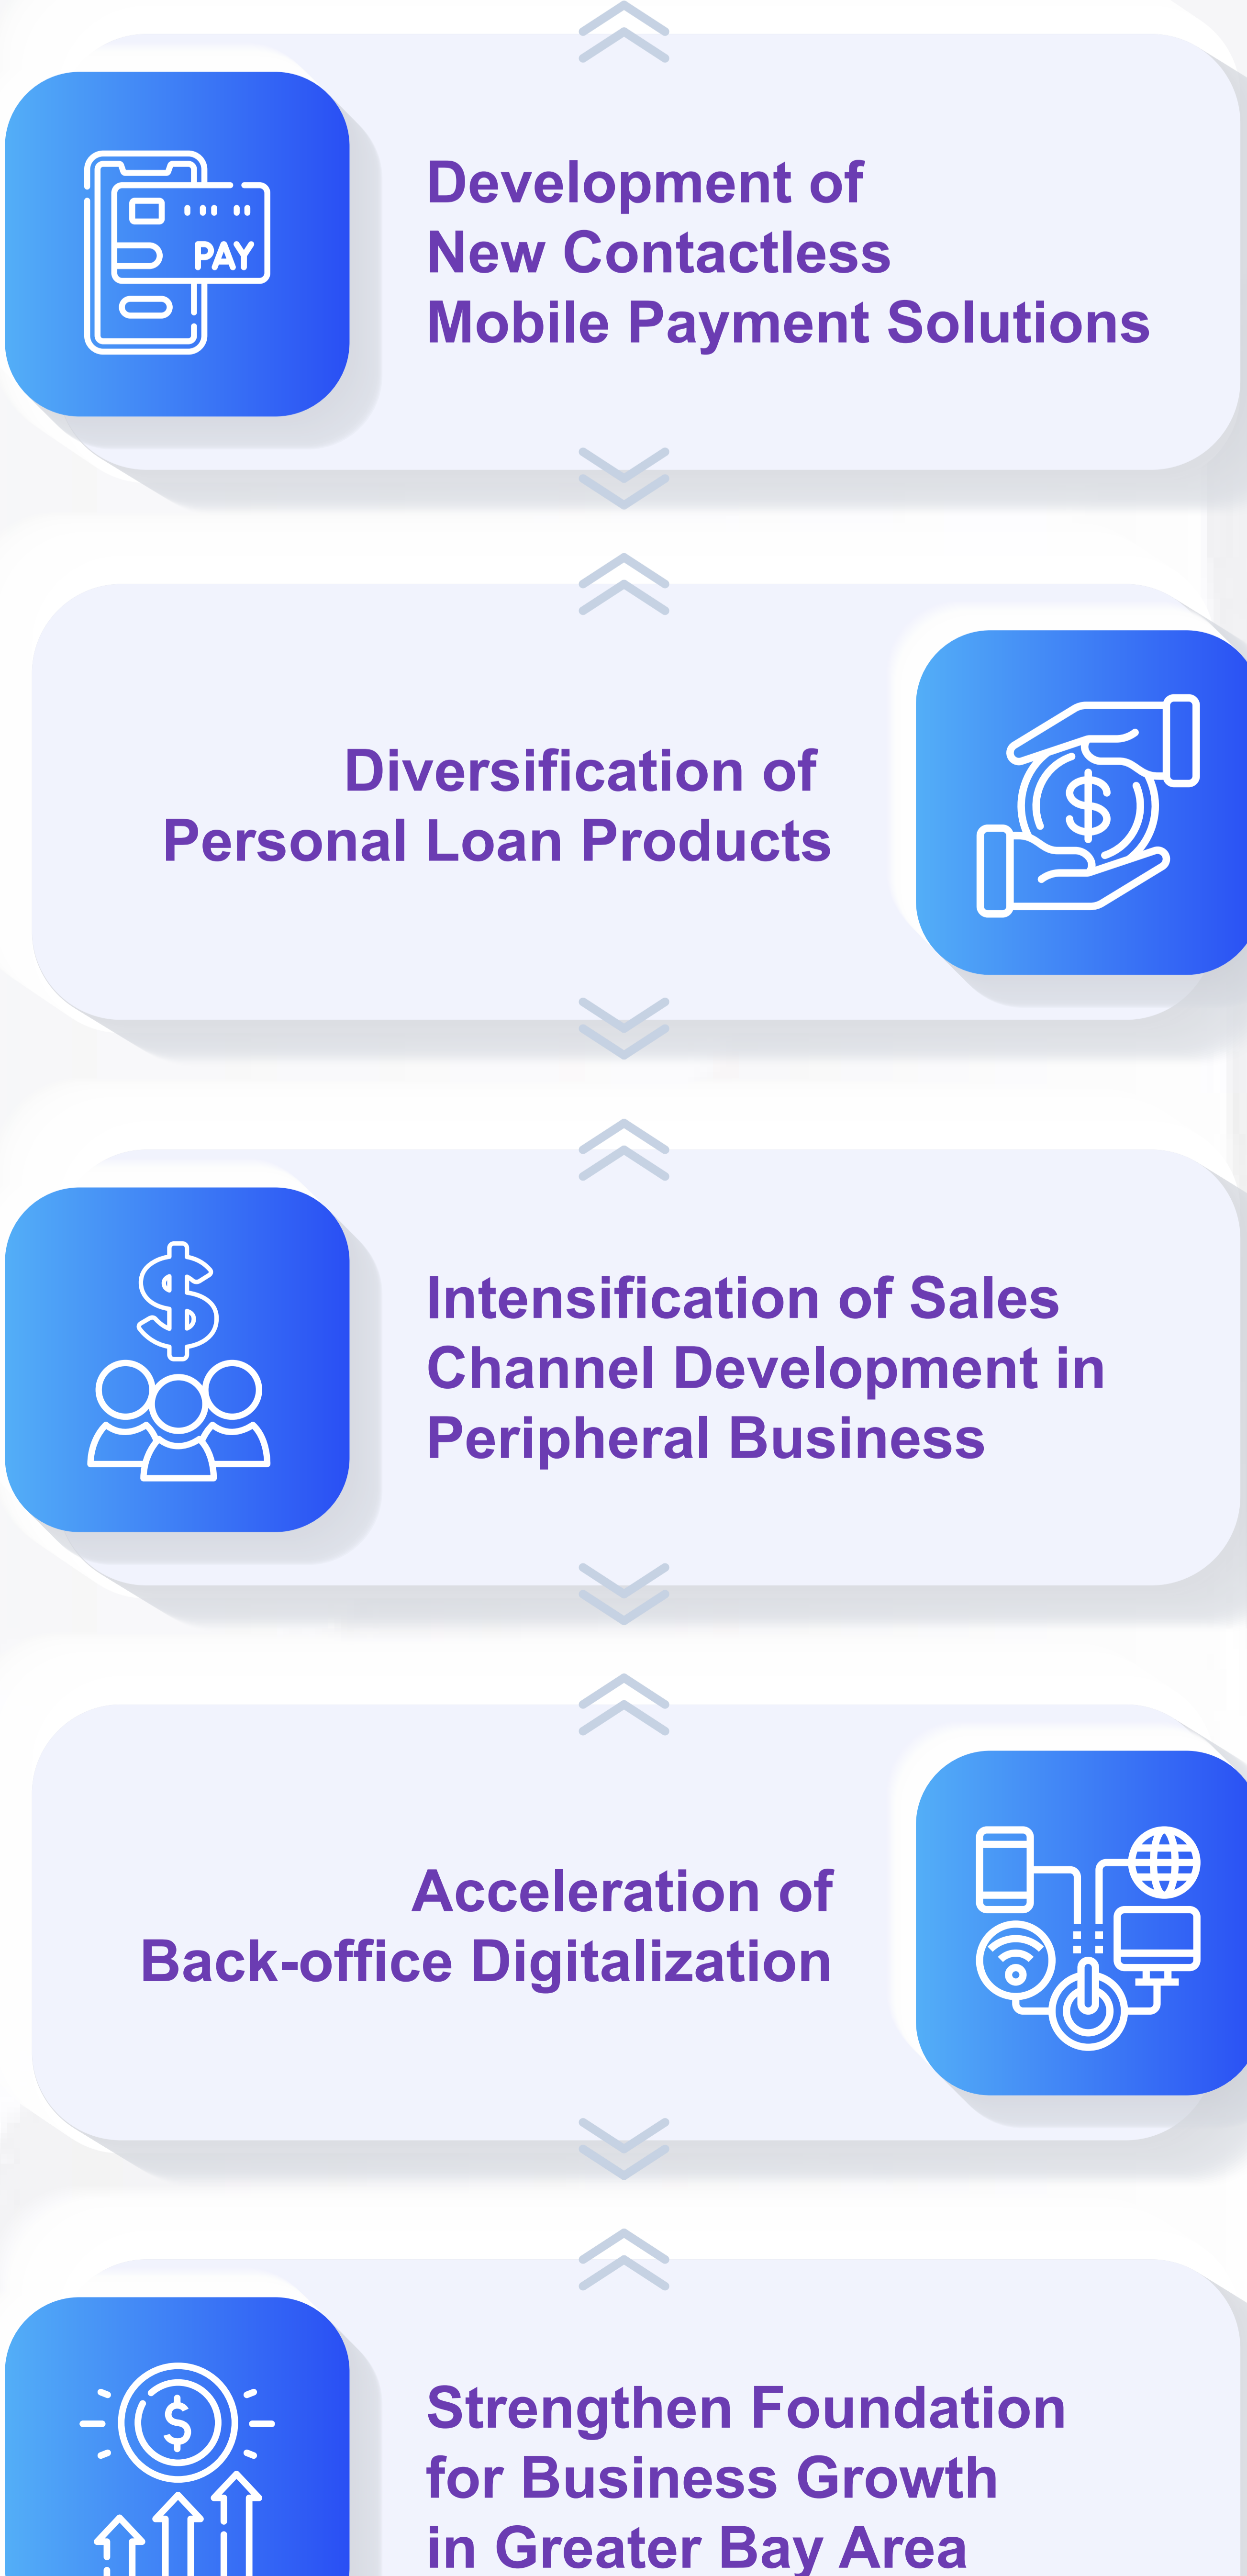 PAY
Development of
New Contactless
Mobile Payment Solutions
Diversification of
Personal Loan Products
$
$
Intensification of Sales
Channel Development in
Peripheral Business
Acceleration of
Back-office Digitalization
$
Strengthen Foundation
for Business Growth
in Greater Bay Area